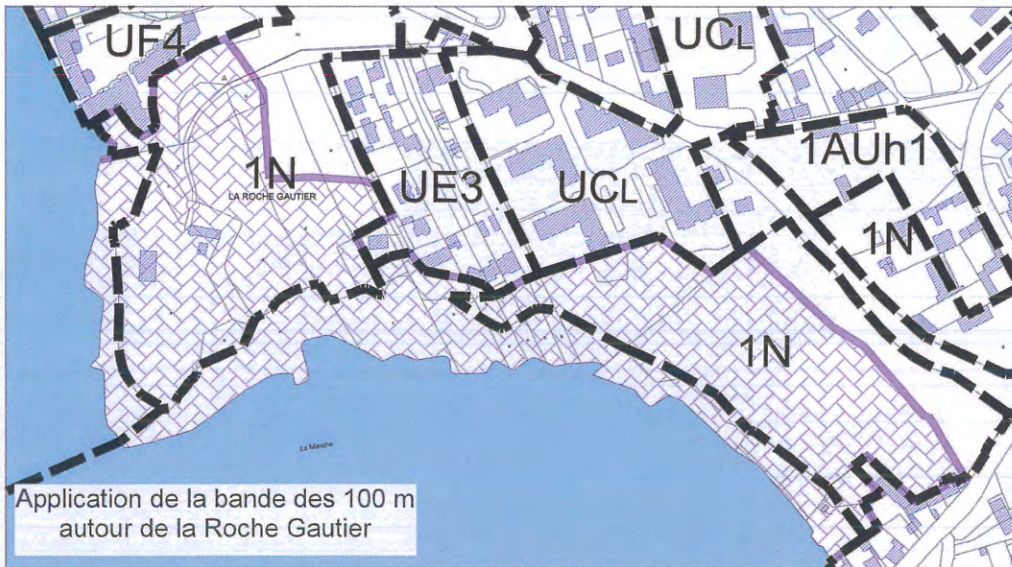 UF4
UCL
1AUh1
1N
LA ROCHE GAUTIER
UE3
UCL
1N
1N
La Manche
Application de la bande des 100 m
autour de la Roche Gautier